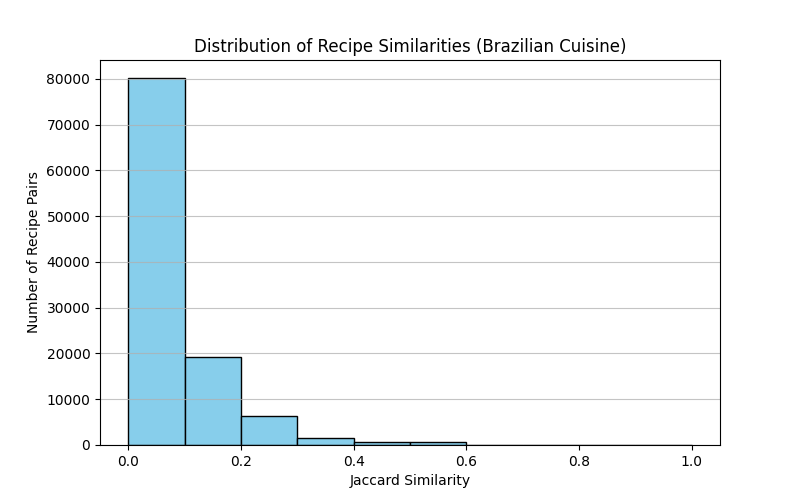 Distribution of Recipe Similarities (Brazilian Cuisine)
80000
70000
60000
50000
40000
30000
20000
10000
0
Number of Recipe Pairs
0.0 0.2 0.4 0.6 0.8 1.0
Jaccard Similarity